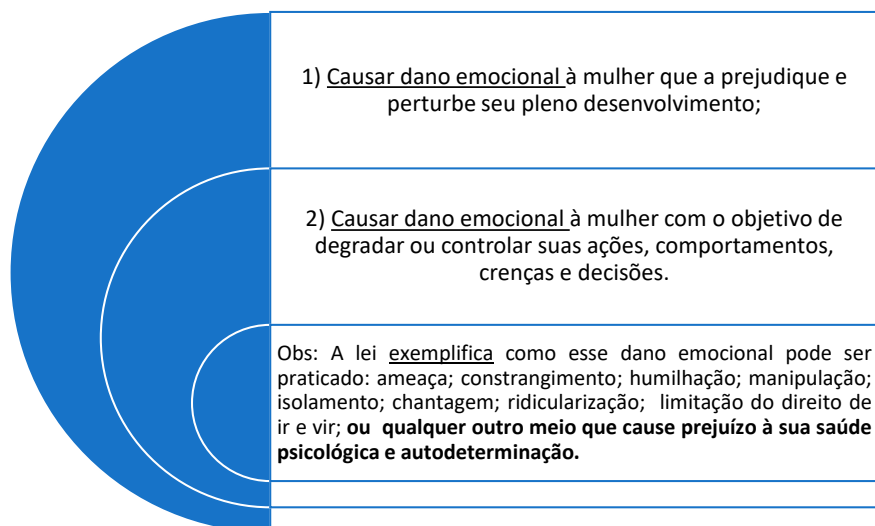 1) Causar dano emocional à mulher que a prejudique e
perturbe seu pleno desenvolvimento;
2) Causar dano emocional à mulher com o objetivo de
degradar ou controlar suas ações, comportamentos,
crenças e decisões.
Obs: A lei exemplifica como esse dano emocional pode ser
praticado: ameaça; constrangimento; humilhação; manipulação;
isolamento; chantagem; ridicularização; limitação do direito de
ir e vir; ou qualquer outro meio que cause prejuízo à sua saúde
psicológica e autodeterminação.